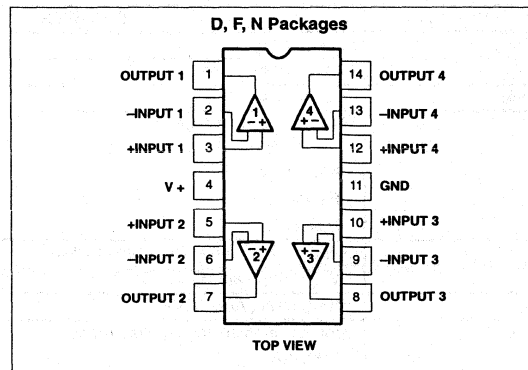 D, F, N Packages
OUTPUT 1 1 14 OUTPUT 4
–INPUT 1 2 13 –INPUT 4
1 4
– + + –
+INPUT 1 3 12 +INPUT 4
V + 4 11 GND
+INPUT 2 5 10 +INPUT 3
– + + –
2 3
–INPUT 2 6 9 –INPUT 3
OUTPUT 2 7 8 OUTPUT 3
TOP VIEW